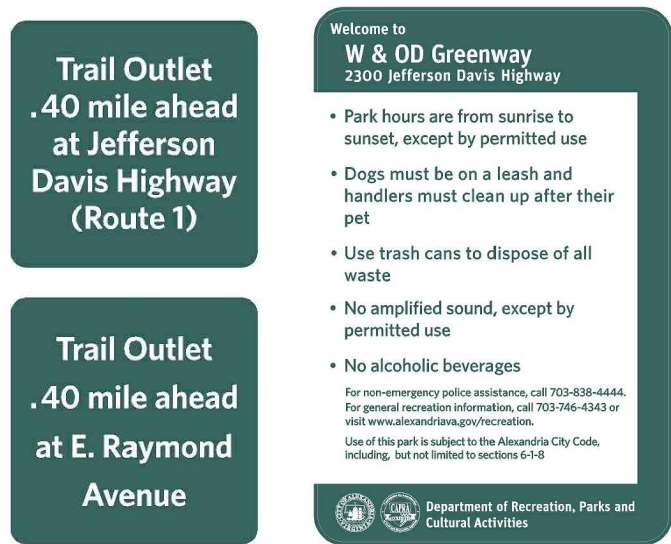 Trail Outlet
.40 mile ahead
at Jefferson
Davis Highway
(Route 1)
Trail Outlet
.40 mile ahead
at E. Raymond
Avenue
Welcome to
W & OD Greenway
2300 Jefferson Davis Highway
• Park hours are from sunrise to
sunset, except by permitted use
• Dogs must be on a leash and
handlers must clean up after their
pet
• Use trash cans to dispose of all
waste
• No amplified sound, except by
permitted use
• No alcoholic beverages
For non-emergency police assistance, call 703-838-4444.
For general recreation information, call 703-746-4343 or
visit www.alexandriava.gov/recreation.
Use of this park is subject to the Alexandria City Code,
including, but not limited to sections 6-1-8
CAPRA
Department of Recreation, Parks and
Cultural Activities